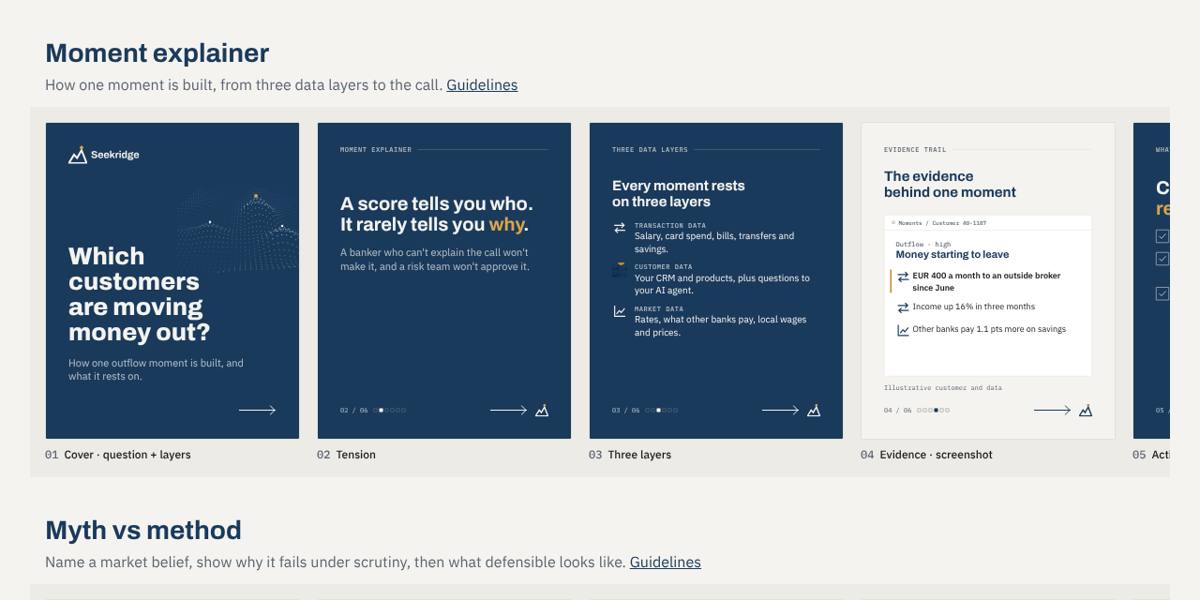 Moment explainer
How one moment is built, from three data layers to the call. Guidelines
Seekridge
Which
customers
are moving
money out?
How one outflow moment is built, and
what it rests on.
01 Cover · question + layers
MOMENT EXPLAINER
A score tells you who.
It rarely tells you why.
A banker who can't explain the call won't
make it, and a risk team won't approve it.
02 / 06
02 Tension
THREE DATA LAYERS
Every moment rests
on three layers
TRANSACTION DATA
Salary, card spend, bills, transfers and
savings.
CUSTOMER DATA
Your CRM and products, plus questions to
your AI agent.
MARKET DATA
Rates, what other banks pay, local wages
and prices.
03 / 06
03 Three layers
EVIDENCE TRAIL
The evidence
behind one moment
Moments / Customer 40-1187
Outflow · high
Money starting to leave
EUR 400 a month to an outside broker
since June
Income up 16% in three months
Other banks pay 1.1 pts more on savings
Illustrative customer and data
04 / 06
04 Evidence · screenshot
WHA
C
re
05 /
05 Acti
Myth vs method
Name a market belief, show why it fails under scrutiny, then what defensible looks like. Guidelines